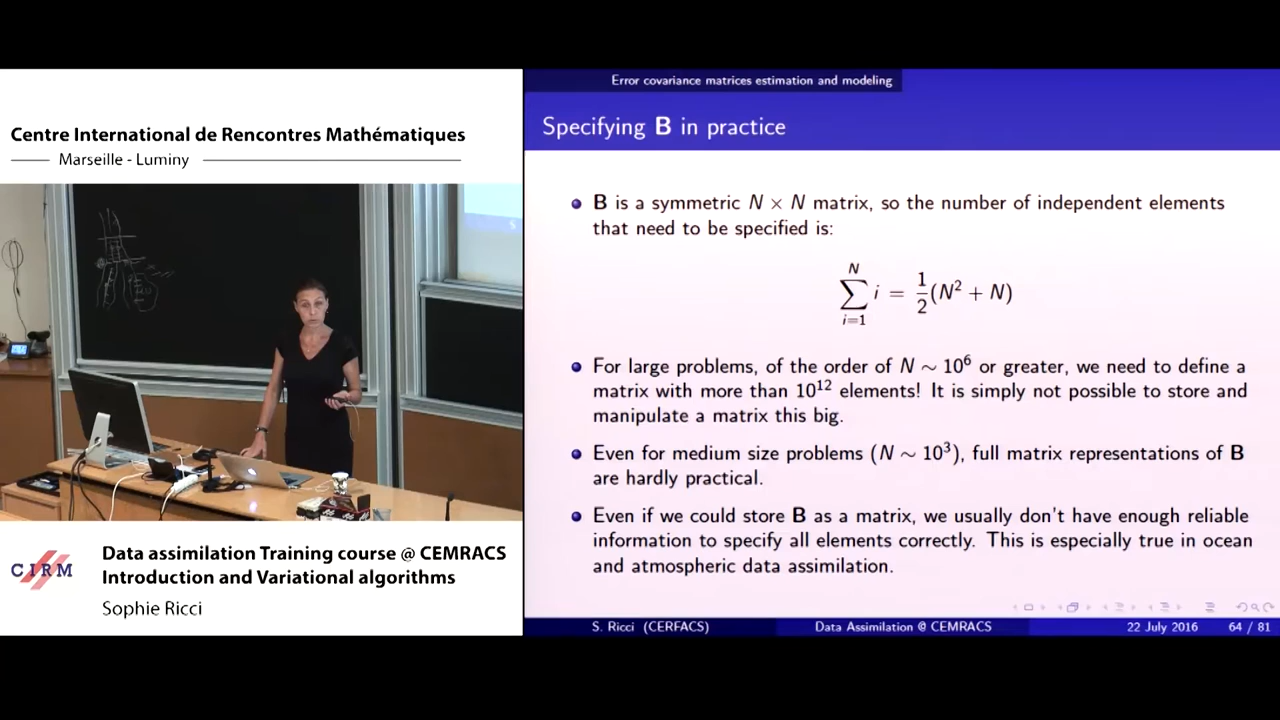 Centre International de Rencontres Mathématiques
Marseille - Luminy
Data assimilation Training course @ CEMRACS
Introduction and Variational algorithms
CIRM
Sophie Ricci
Error covariance matrices estimation and modeling
Specifying B in practice
B is a symmetric N × N matrix, so the number of independent elements
that need to be specified is:
∑_{i=1}^{N} i = 1/2 (N² + N)
For large problems, of the order of N ∼ 10⁶ or greater, we need to define a
matrix with more than 10¹² elements! It is simply not possible to store and
manipulate a matrix this big.
Even for medium size problems (N ∼ 10³), full matrix representations of B
are hardly practical.
Even if we could store B as a matrix, we usually don't have enough reliable
information to specify all elements correctly. This is especially true in ocean
and atmospheric data assimilation.
S. Ricci (CERFACS)
Data Assimilation @ CEMRACS
22 July 2016
64 / 81